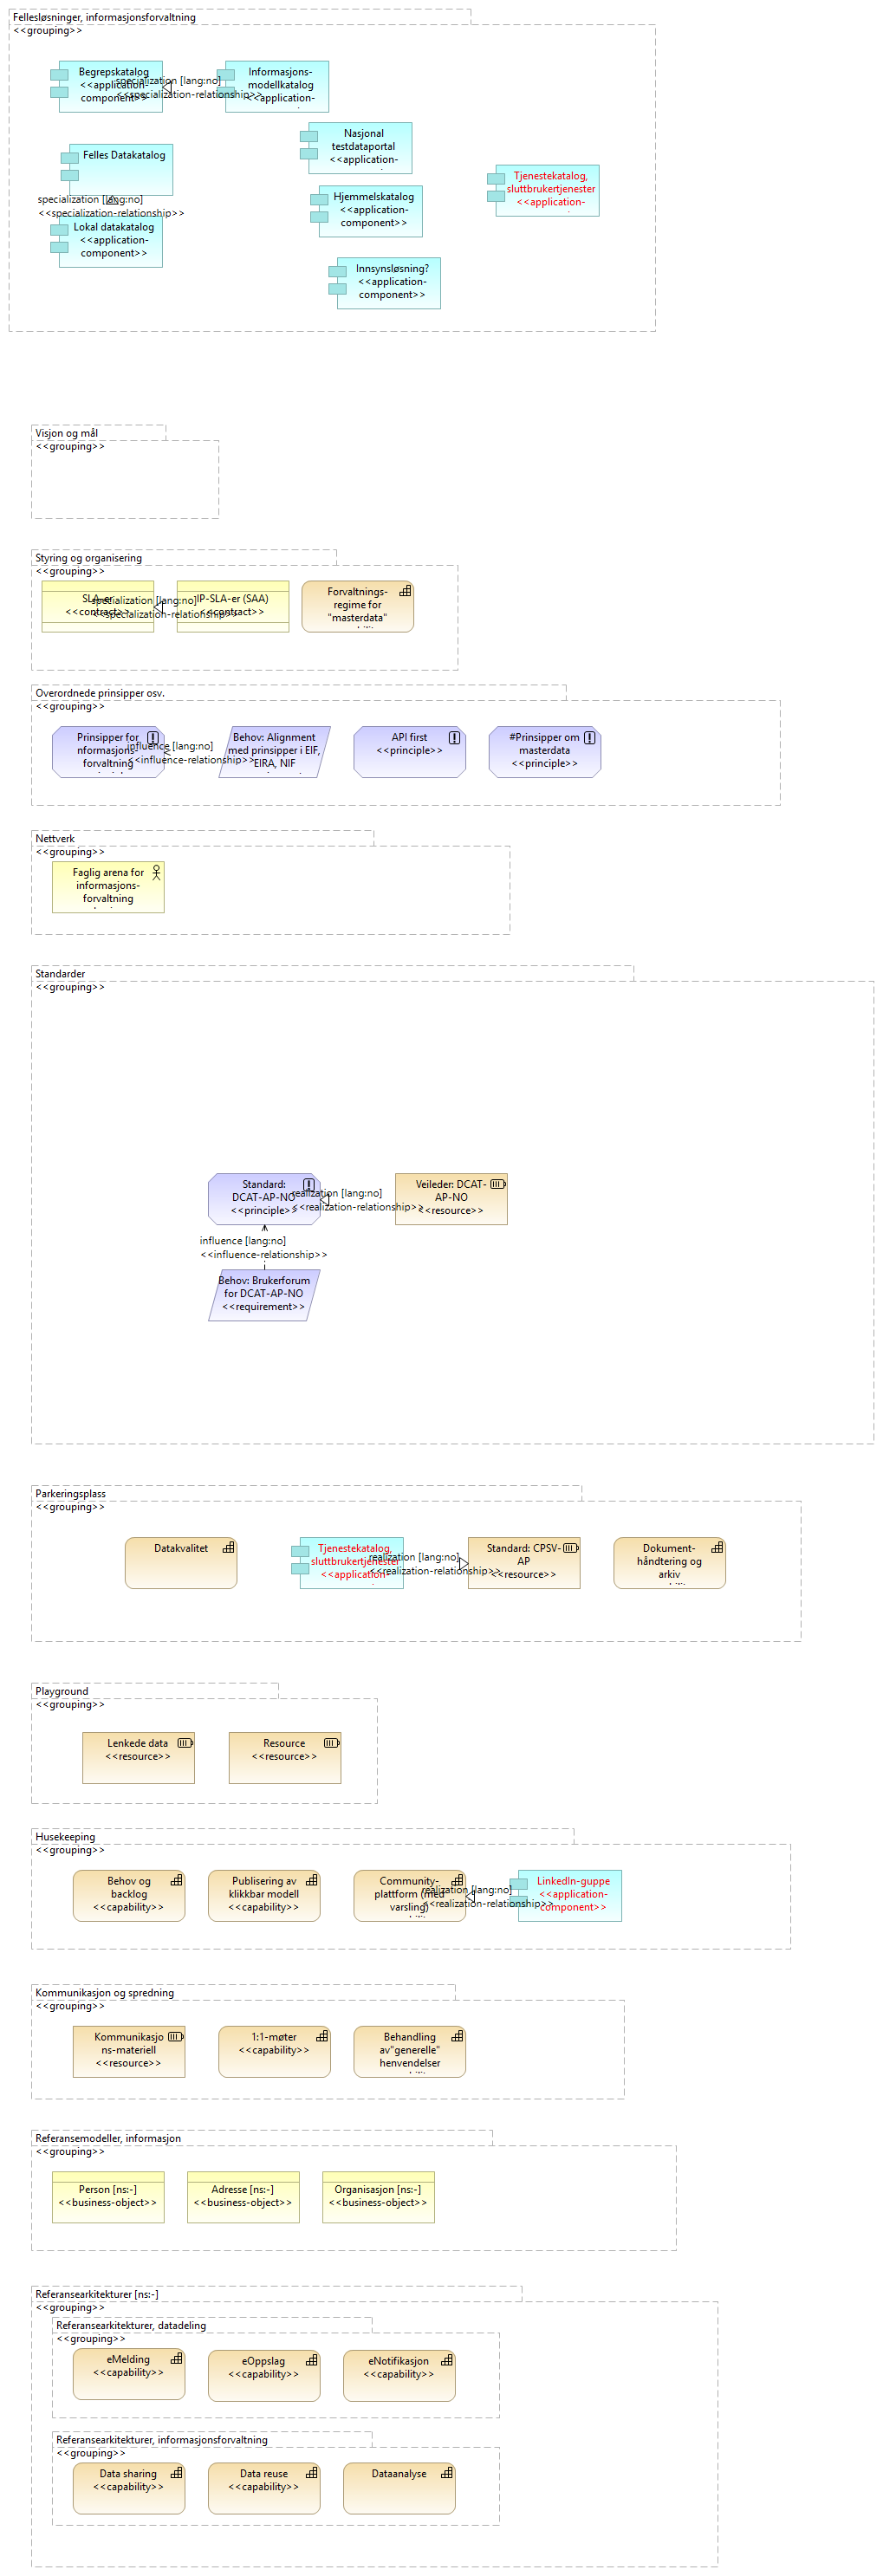 Fellesløsninger, informasjonsforvaltning
<<grouping>>
Begrepskatalog
<<application-
component>>
specialization [lang:no]
<<specialization-relationship>>
Informasjons-
modellkatalog
<<application-
Nasjonal
testdataportal
<<application-
Felles Datakatalog
Tjenestekatalog,
sluttbrukertjenester
<<application-
specialization [lang:no]
<<specialization-relationship>>
Hjemmelskatalog
<<application-
component>>
Lokal datakatalog
<<application-
component>>
Innsynsløsning?
<<application-
component>>
Visjon og mål
<<grouping>>
Styring og organisering
<<grouping>>
SLA-er
<<contract>>
specialization [lang:no]
<<specialization-relationship>>
IP-SLA-er (SAA)
<<contract>>
Forvaltnings-
regime for
"masterdata"
Overordnede prinsipper osv.
<<grouping>>
Prinsipper for
nformasjons-
forvaltning
influence [lang:no]
<<influence-relationship>>
Behov: Alignment
med prinsipper i EIF,
EIRA, NIF
API first
<<principle>>
#Prinsipper om
masterdata
<<principle>>
Nettverk
<<grouping>>
Faglig arena for
informasjons-
forvaltning
Standarder
<<grouping>>
Standard:
DCAT-AP-NO
<<principle>>
realization [lang:no]
<<realization-relationship>>
Veileder: DCAT-
AP-NO
<<resource>>
influence [lang:no]
<<influence-relationship>>
Behov: Brukerforum
for DCAT-AP-NO
<<requirement>>
Parkeringsplass
<<grouping>>
Datakvalitet
Tjenestekatalog,
sluttbrukertjenester
<<application-
realization [lang:no]
<<realization-relationship>>
Standard: CPSV-
AP
<<resource>>
Dokument-
håndtering og
arkiv
Playground
<<grouping>>
Lenkede data
<<resource>>
Resource
<<resource>>
Husekeeping
<<grouping>>
Behov og
backlog
<<capability>>
Publisering av
klikkbar modell
<<capability>>
Community-
plattform (med
varsling)
realization [lang:no]
<<realization-relationship>>
LinkedIn-guppe
<<application-
component>>
Kommunikasjon og spredning
<<grouping>>
Kommunikasjo
ns-materiell
<<resource>>
1:1-møter
<<capability>>
Behandling
av"generelle"
henvendelser
Referansemodeller, informasjon
<<grouping>>
Person [ns:-]
<<business-object>>
Adresse [ns:-]
<<business-object>>
Organisasjon [ns:-]
<<business-object>>
Referansearkitekturer [ns:-]
<<grouping>>
Referansearkitekturer, datadeling
<<grouping>>
eMelding
<<capability>>
eOppslag
<<capability>>
eNotifikasjon
<<capability>>
Referansearkitekturer, informasjonsforvaltning
<<grouping>>
Data sharing
<<capability>>
Data reuse
<<capability>>
Dataanalyse